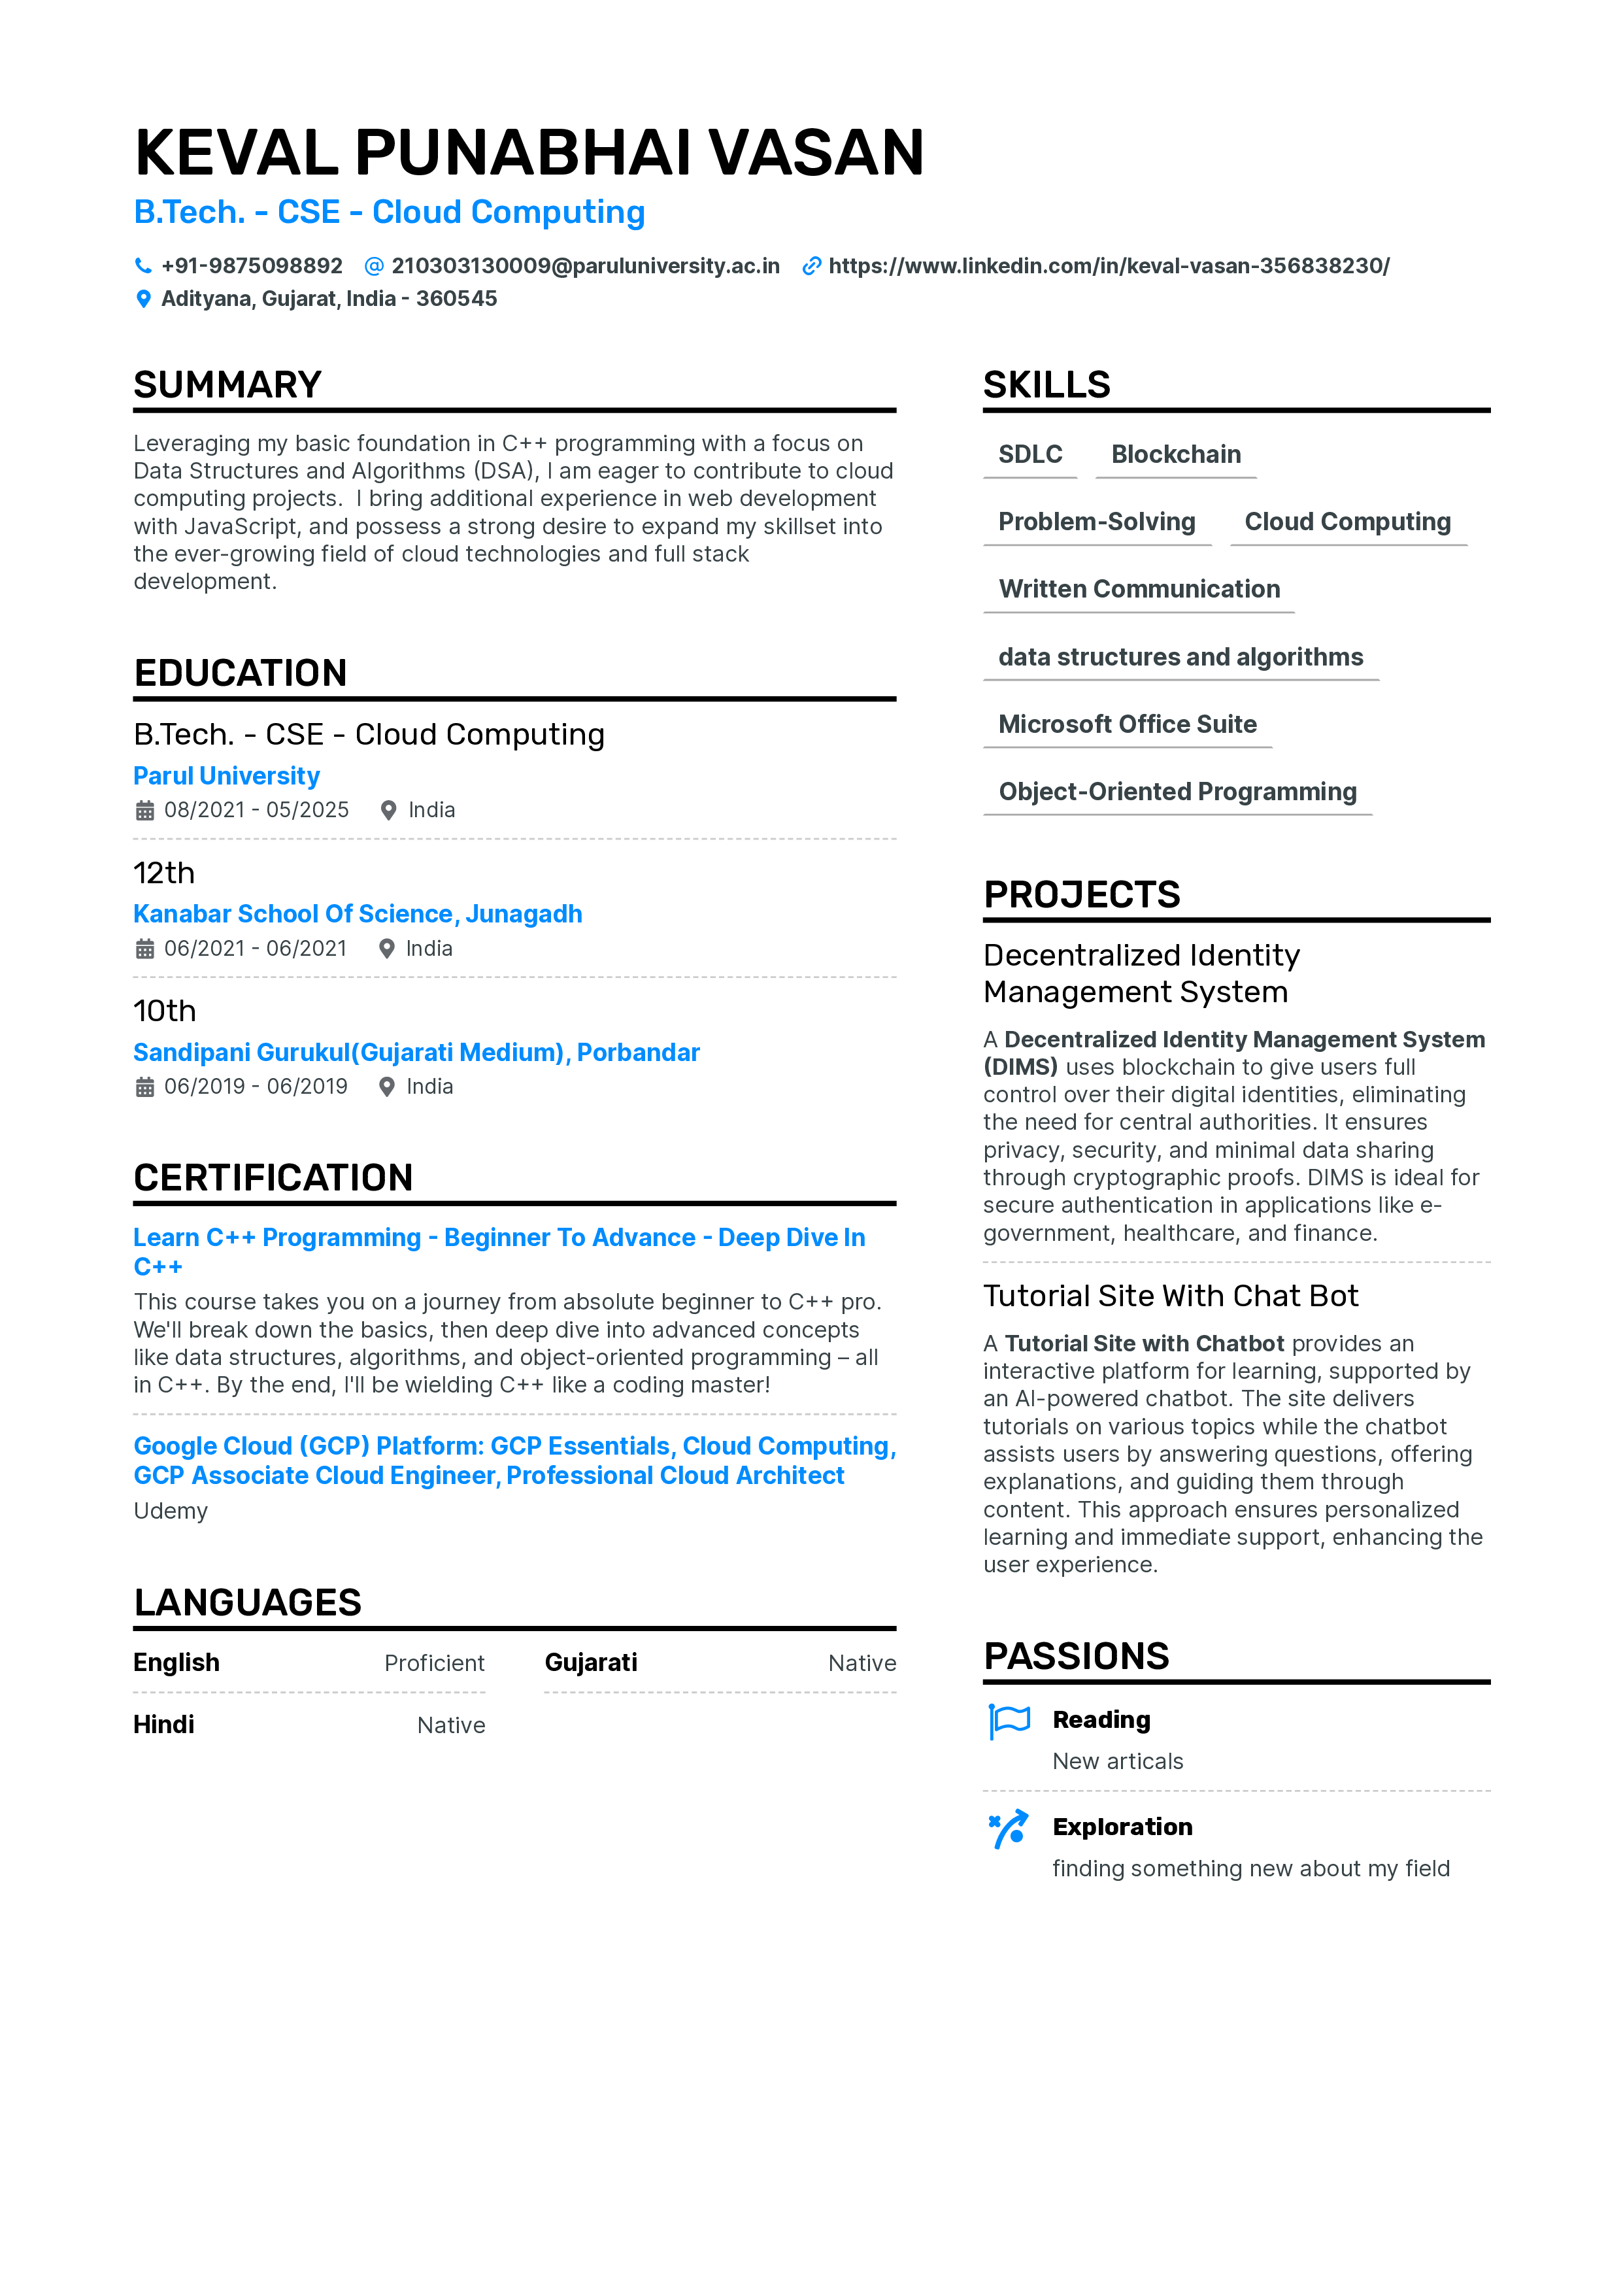 KEVAL PUNABHAI VASAN
B.Tech. - CSE - Cloud Computing
+91-9875098892 @ 210303130009@paruluniversity.ac.in https://www.linkedin.com/in/keval-vasan-356838230/
Adityana, Gujarat, India - 360545
SUMMARY
Leveraging my basic foundation in C++ programming with a focus on
Data Structures and Algorithms (DSA), I am eager to contribute to cloud
computing projects.  I bring additional experience in web development
with JavaScript, and possess a strong desire to expand my skillset into
the ever-growing field of cloud technologies and full stack
development.
EDUCATION
B.Tech. - CSE - Cloud Computing
Parul University
08/2021 - 05/2025 India
12th
Kanabar School Of Science, Junagadh
06/2021 - 06/2021 India
10th
Sandipani Gurukul(Gujarati Medium), Porbandar
06/2019 - 06/2019 India
CERTIFICATION
Learn C++ Programming - Beginner To Advance - Deep Dive In
C++
This course takes you on a journey from absolute beginner to C++ pro.
We'll break down the basics, then deep dive into advanced concepts
like data structures, algorithms, and object-oriented programming – all
in C++. By the end, I'll be wielding C++ like a coding master!
Google Cloud (GCP) Platform: GCP Essentials, Cloud Computing,
GCP Associate Cloud Engineer, Professional Cloud Architect
Udemy
LANGUAGES
English Proficient Gujarati Native
Hindi Native
SKILLS
SDLC Blockchain
Problem-Solving Cloud Computing
Written Communication
data structures and algorithms
Microsoft Office Suite
Object-Oriented Programming
PROJECTS
Decentralized Identity
Management System
A Decentralized Identity Management System
(DIMS) uses blockchain to give users full
control over their digital identities, eliminating
the need for central authorities. It ensures
privacy, security, and minimal data sharing
through cryptographic proofs. DIMS is ideal for
secure authentication in applications like e-
government, healthcare, and finance.
Tutorial Site With Chat Bot
A Tutorial Site with Chatbot provides an
interactive platform for learning, supported by
an AI-powered chatbot. The site delivers
tutorials on various topics while the chatbot
assists users by answering questions, offering
explanations, and guiding them through
content. This approach ensures personalized
learning and immediate support, enhancing the
user experience.
PASSIONS
Reading
New articals
Exploration
finding something new about my field